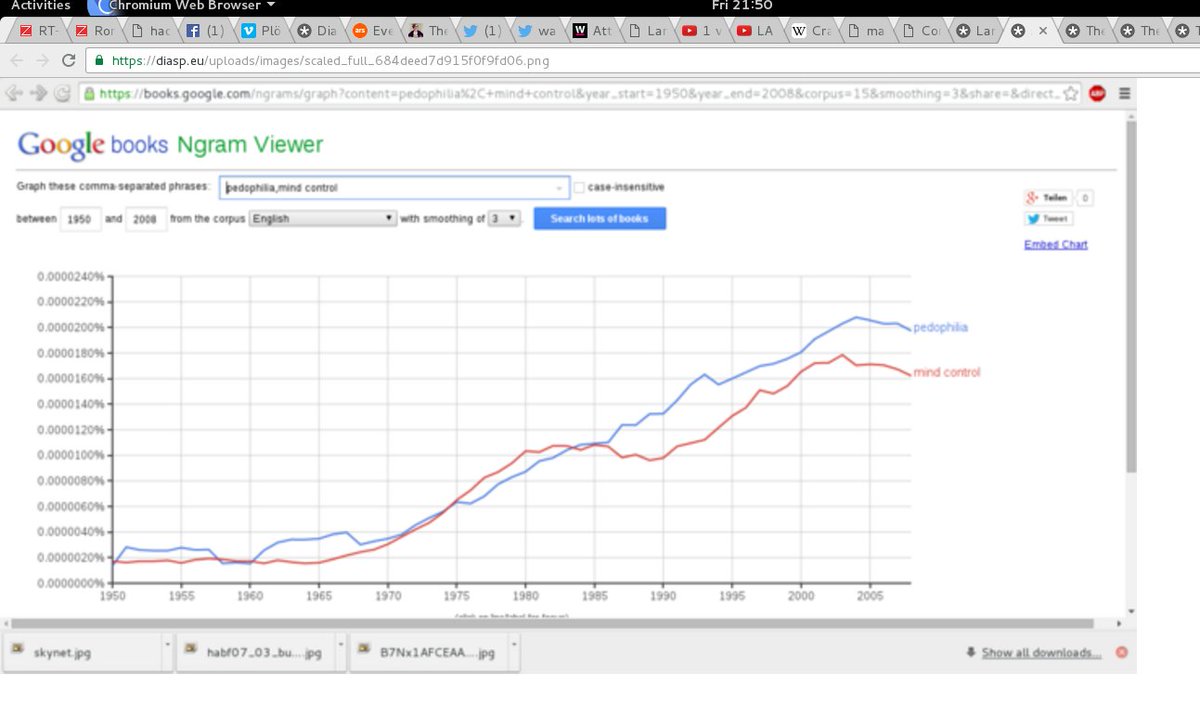 Activities Chromium Web Browser Fri 21:50
RT- Ror hac (1) Plö Dia Eve The (1) wa Att Lar 1 v LA Cra ma Co Lar × The The T
https://diasp.eu/uploads/images/scaled_full_684deed7d915f0f9fd06.png
https://books.google.com/ngrams/graph?content=pedophilia%2C+mind+control&year_start=1950&year_end=2008&corpus=15&smoothing=3&share=&direct_ ABP
Google books Ngram Viewer
Graph these comma-separated phrases: pedophilia,mind control case-insensitive
Teilen 0
between 1950 and 2008 from the corpus English with smoothing of 3 . Search lots of books
Tweet
Embed Chart
0.0000240%
0.0000220%
0.0000200%
pedophilia
0.0000180%
mind control
0.0000160%
0.0000140%
0.0000120%
0.0000100%
0.0000080%
0.0000060%
0.0000040%
0.0000020%
0.0000000%
1950 1955 1960 1965 1970 1975 1980 1985 1990 1995 2000 2005
skynet.jpg habf07_03_bu....jpg B7Nx1AFCEAA....jpg Show all downloads...